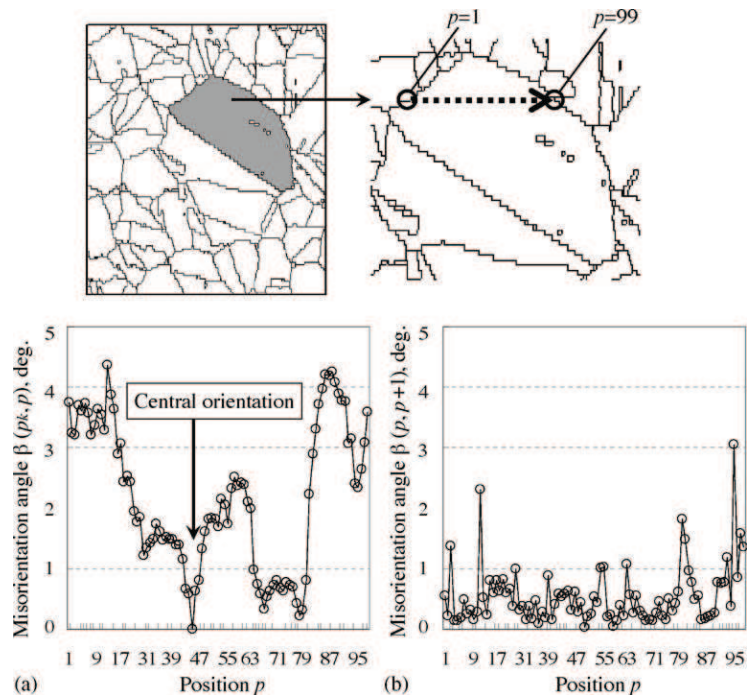 p=1 p=99
Misorientation angle β (pk, p), deg.
5
4
3
2
1
0
Central orientation
1 9 17 31 39 47 55 63 71 79 87 95
Position p
(a)
Misorientation angle β (p, p+1), deg.
5
4
3
2
1
0
1 9 17 31 39 47 55 63 71 79 87 95
Position p
(b)